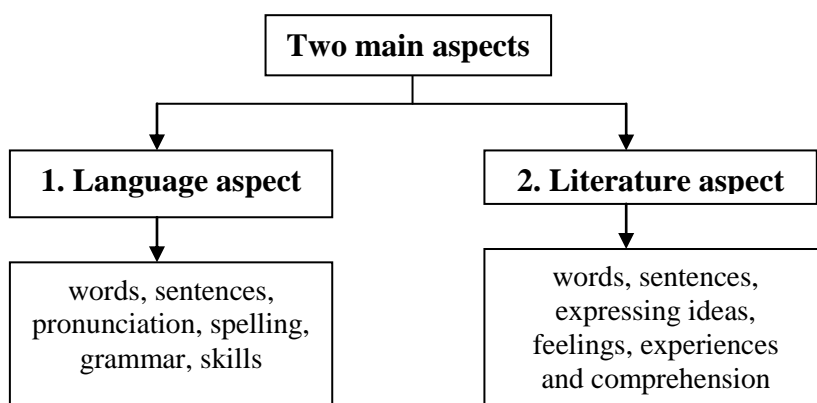 Two main aspects
1. Language aspect
2. Literature aspect
words, sentences,
pronunciation, spelling,
grammar, skills
words, sentences,
expressing ideas,
feelings, experiences
and comprehension